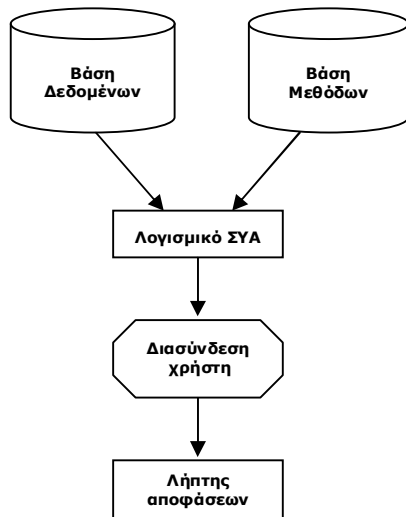 Βάση
Δεδομένων
Βάση
Μεθόδων
Λογισμικό ΣΥΑ
Διασύνδεση
χρήστη
Λήπτης
αποφάσεων